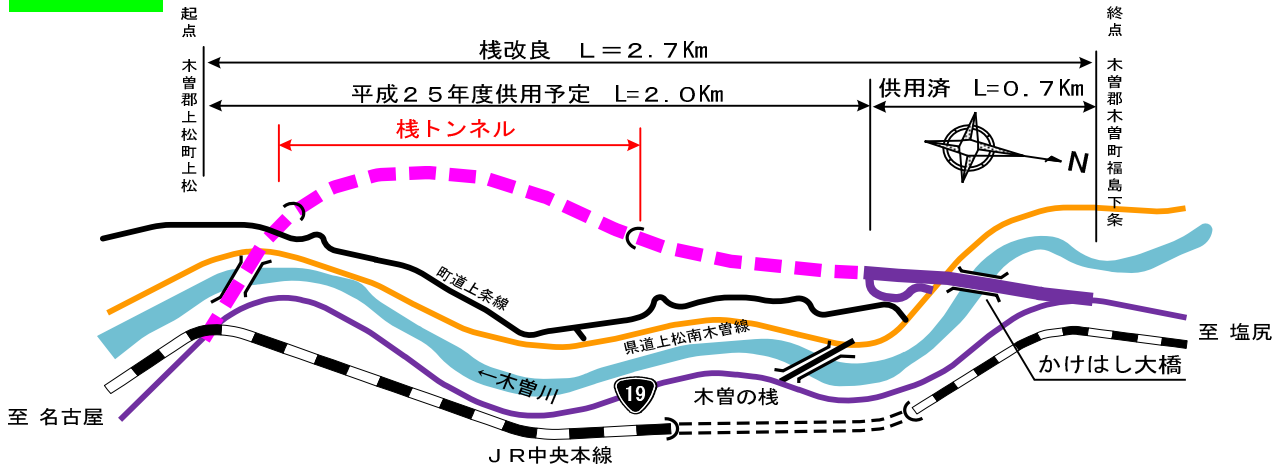 起点 木曽郡上松町上松
終点 木曽郡木曽町福島下条
桟改良 L=2.7Km
平成25年度供用予定 L=2.0Km
供用済 L=0.7Km
桟トンネル
N
町道上条線
県道上松南木曽線
至 塩尻
かけはし大橋
←木曽川
19
木曽の桟
至 名古屋
JR中央本線